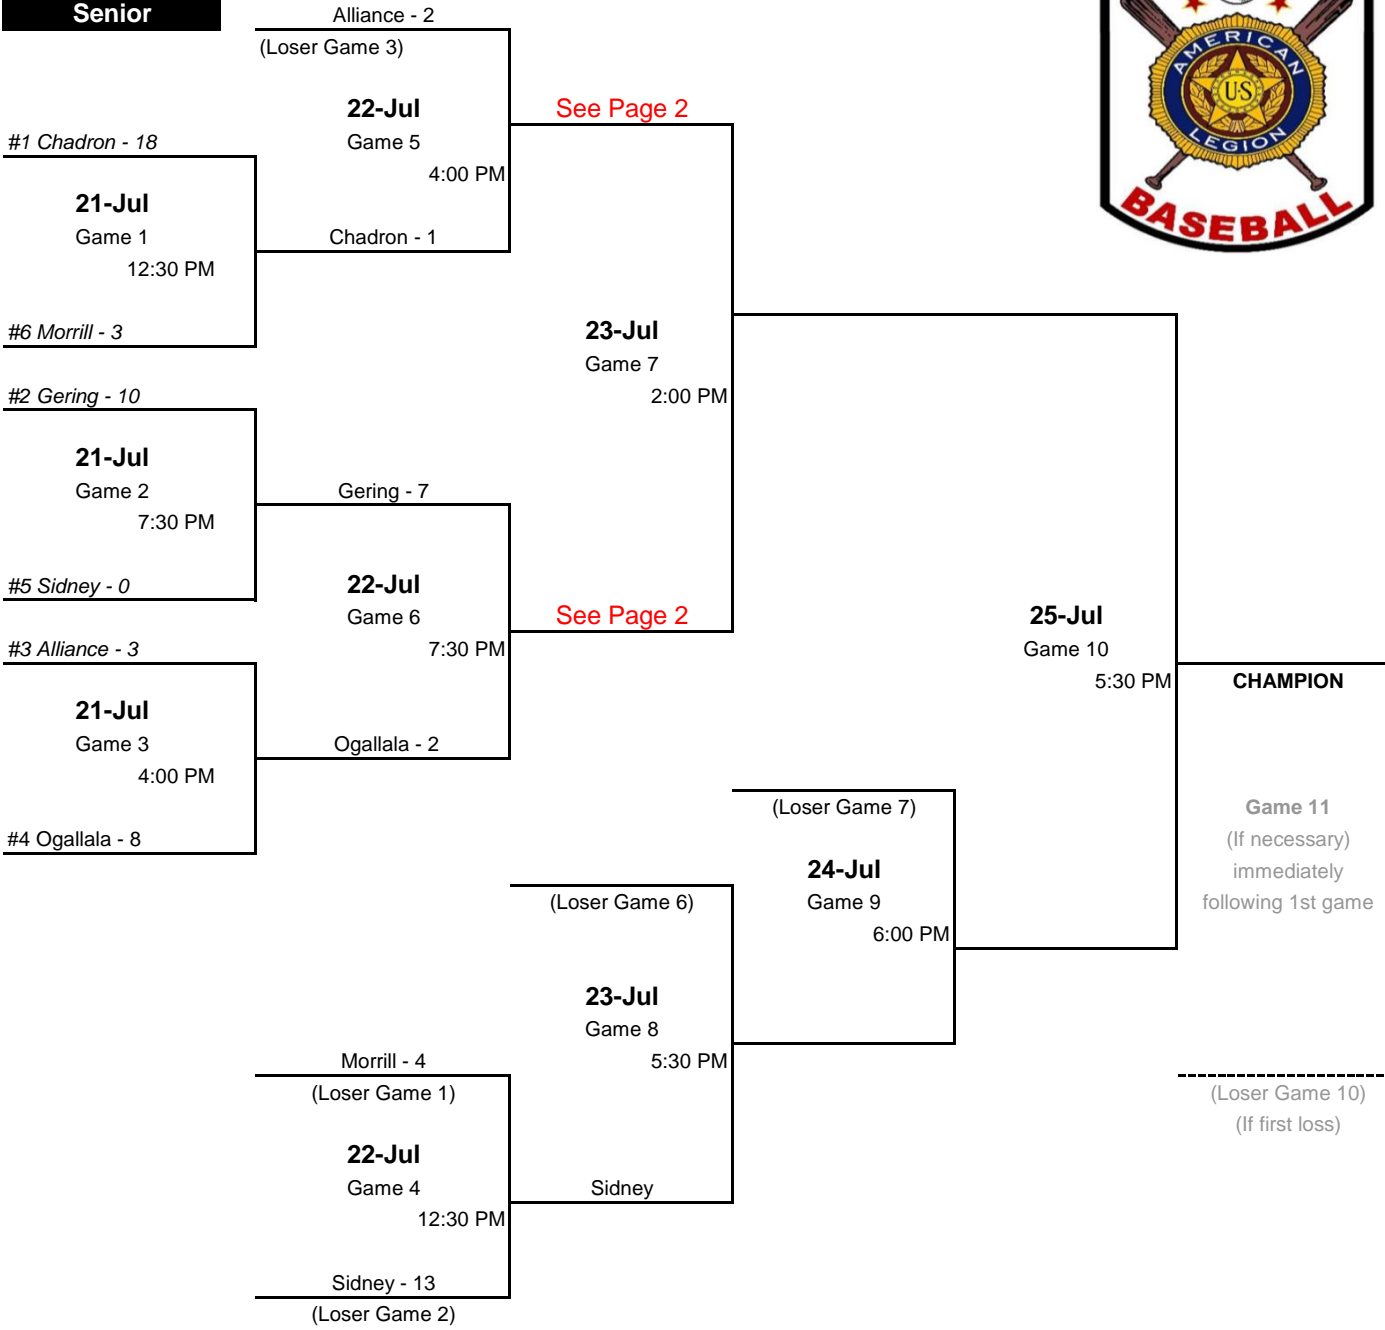 Senior
Alliance - 2
(Loser Game 3)
22-Jul
Game 5
4:00 PM
See Page 2
#1 Chadron - 18
21-Jul
Game 1
12:30 PM
Chadron - 1
#6 Morrill - 3
23-Jul
Game 7
2:00 PM
#2 Gering - 10
21-Jul
Game 2
7:30 PM
Gering - 7
#5 Sidney - 0
22-Jul
Game 6
7:30 PM
See Page 2
#3 Alliance - 3
21-Jul
Game 3
4:00 PM
Ogallala - 2
#4 Ogallala - 8
25-Jul
Game 10
5:30 PM
CHAMPION
(Loser Game 7)
24-Jul
Game 9
6:00 PM
Game 11
(If necessary)
immediately
following 1st game
(Loser Game 6)
23-Jul
Game 8
5:30 PM
Morrill - 4
(Loser Game 1)
22-Jul
Game 4
12:30 PM
Sidney
Sidney - 13
(Loser Game 2)
(Loser Game 10)
(If first loss)
AMERICAN
US
LEGION
BASEBALL